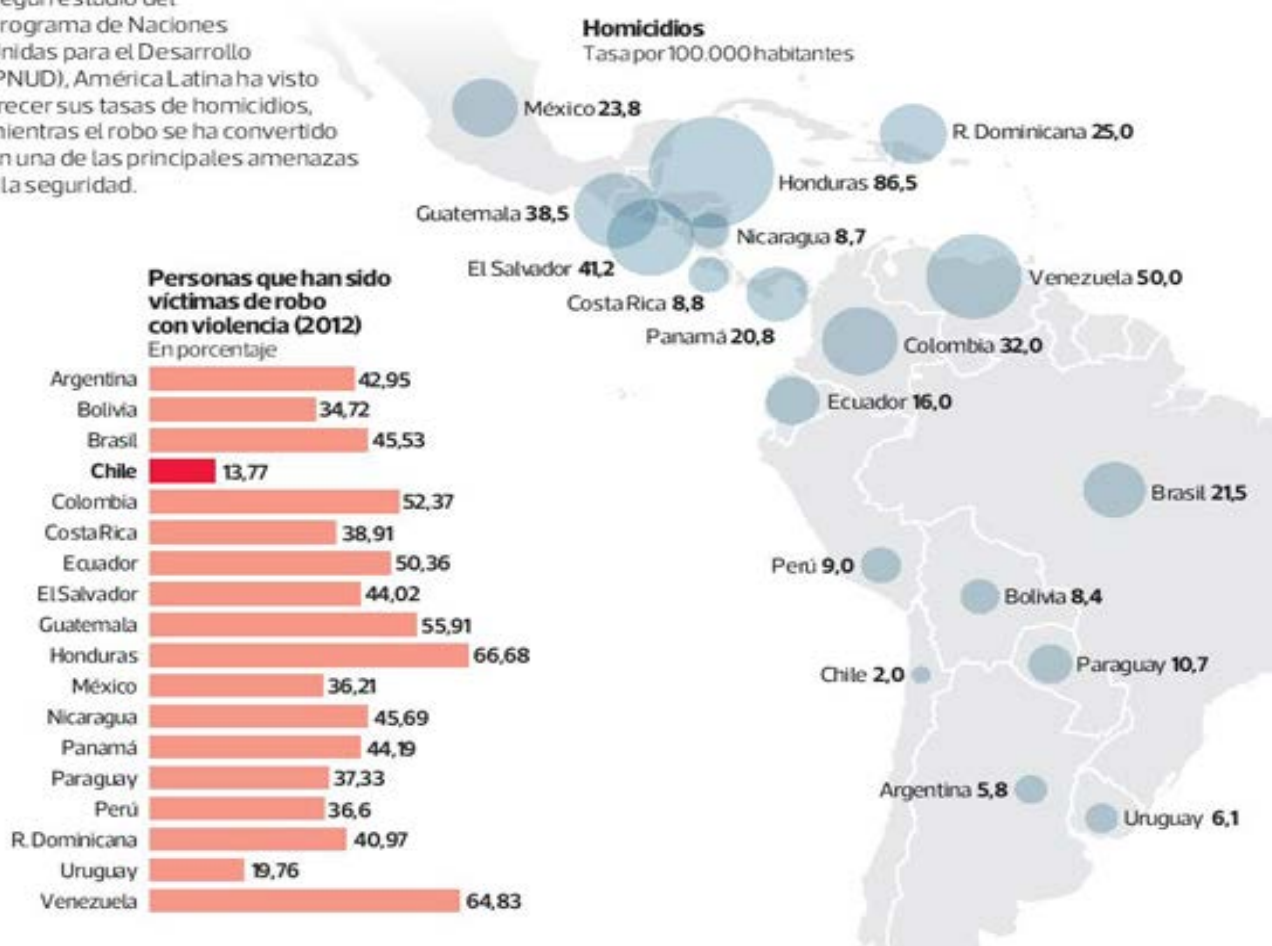 rograma de Naciones
nidas para el Desarrollo
PNUD), América Latina ha visto
recer sus tasas de homicidios,
mientras el robo se ha convertido
n una de las principales amenazas
la seguridad.
Homicidios
Tasa por 100.000 habitantes
México 23,8
R. Dominicana 25,0
Honduras 86,5
Guatemala 38,5
Nicaragua 8,7
El Salvador 41,2
Venezuela 50,0
Costa Rica 8,8
Panamá 20,8
Colombia 32,0
Ecuador 16,0
Brasil 21,5
Perú 9,0
Bolivia 8,4
Paraguay 10,7
Chile 2,0
Argentina 5,8
Uruguay 6,1
Personas que han sido
víctimas de robo
con violencia (2012)
En porcentaje
Argentina 42,95
Bolivia 34,72
Brasil 45,53
Chile 13,77
Colombia 52,37
Costa Rica 38,91
Ecuador 50,36
El Salvador 44,02
Guatemala 55,91
Honduras 66,68
México 36,21
Nicaragua 45,69
Panamá 44,19
Paraguay 37,33
Perú 36,6
R. Dominicana 40,97
Uruguay 19,76
Venezuela 64,83